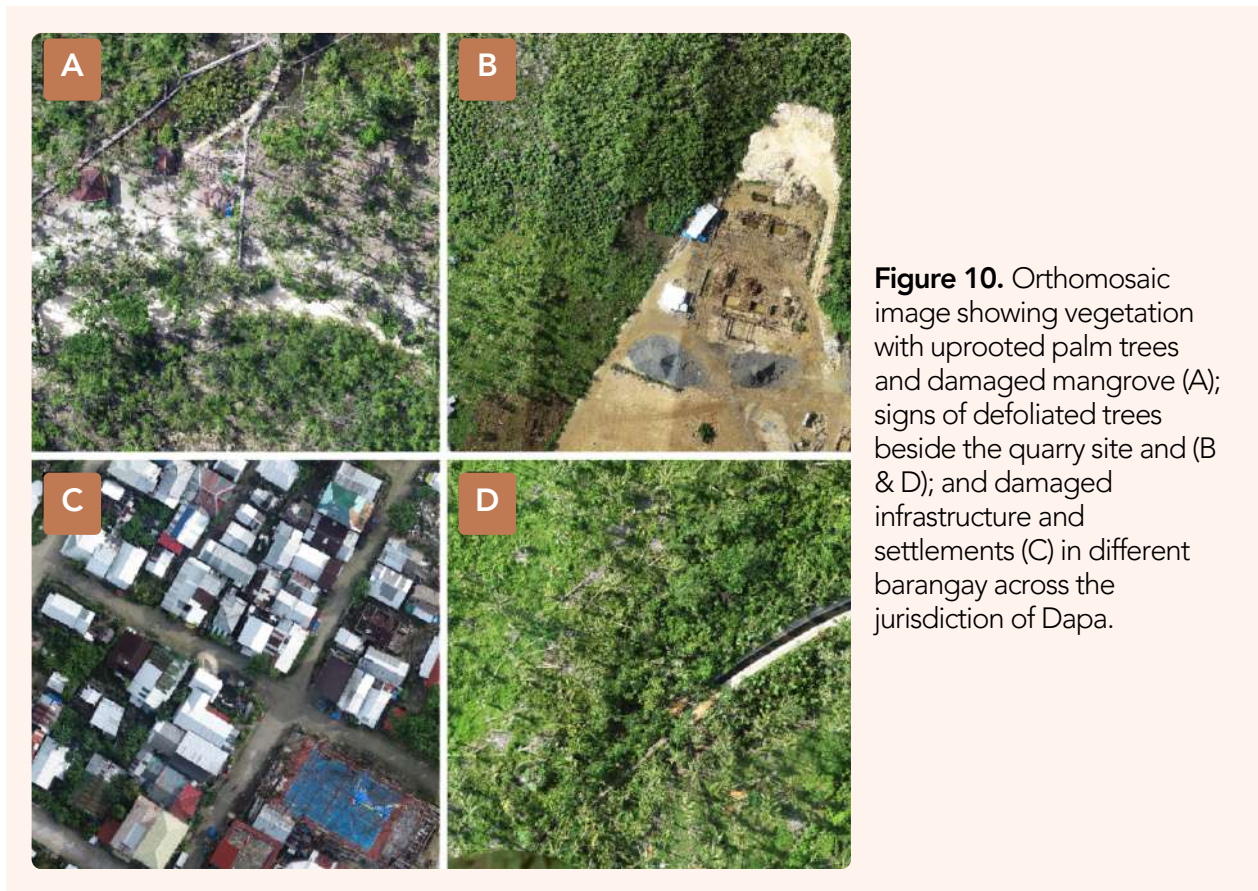 A
B
C
D
Figure 10. Orthomosaic
image showing vegetation
with uprooted palm trees
and damaged mangrove (A);
signs of defoliated trees
beside the quarry site and (B
& D); and damaged
infrastructure and
settlements (C) in different
barangay across the
jurisdiction of Dapa.